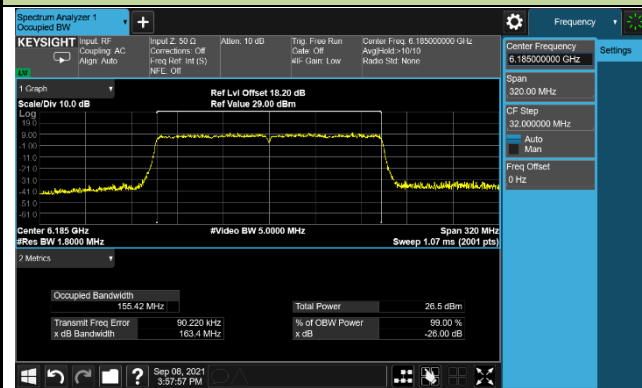 Spectrum Analyzer 1
Occupied BW
+
Frequency
KEYSIGHT
Input: RF
Coupling: AC
Align: Auto
Input Z: 50 Ω
Corrections: Off
Freq Ref: Int (S)
NFE: Off
Atten: 10 dB
Trig: Free Run
Gate: Off
#IF Gain: Low
Center Freq: 6.185000000 GHz
Avg|Hold:>10/10
Radio Std: None
Center Frequency
6.185000000 GHz
Settings
Span
320.00 MHz
CF Step
32.000000 MHz
Auto
Man
Freq Offset
0 Hz
1 Graph
Scale/Div 10.0 dB
Ref Lvl Offset 18.20 dB
Ref Value 29.00 dBm
Log
19.0
9.00
-1.00
-11.0
-21.0
-31.0
-41.0
-51.0
-61.0
Center 6.185 GHz
#Res BW 1.8000 MHz
#Video BW 5.0000 MHz
Span 320 MHz
Sweep 1.07 ms (2001 pts)
2 Metrics
Occupied Bandwidth
155.42 MHz
Total Power 26.5 dBm
Transmit Freq Error 90.220 kHz
% of OBW Power 99.00 %
x dB Bandwidth 163.4 MHz
x dB -26.00 dB
?
Sep 08, 2021
3:57:57 PM